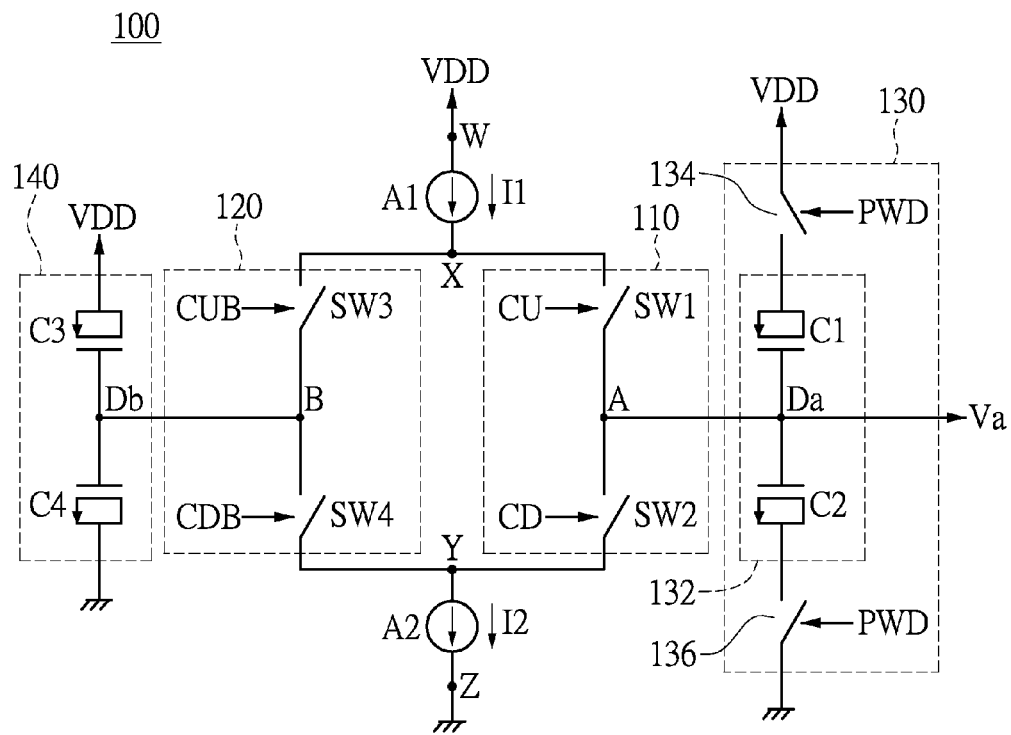 100
VDD
W
A1
I1
X
VDD
130
134
PWD
140
VDD
120
110
C3
CUB
SW3
CU
SW1
C1
Db
B
A
Da
Va
C4
CDB
SW4
CD
SW2
C2
Y
132
A2
I2
136
PWD
Z